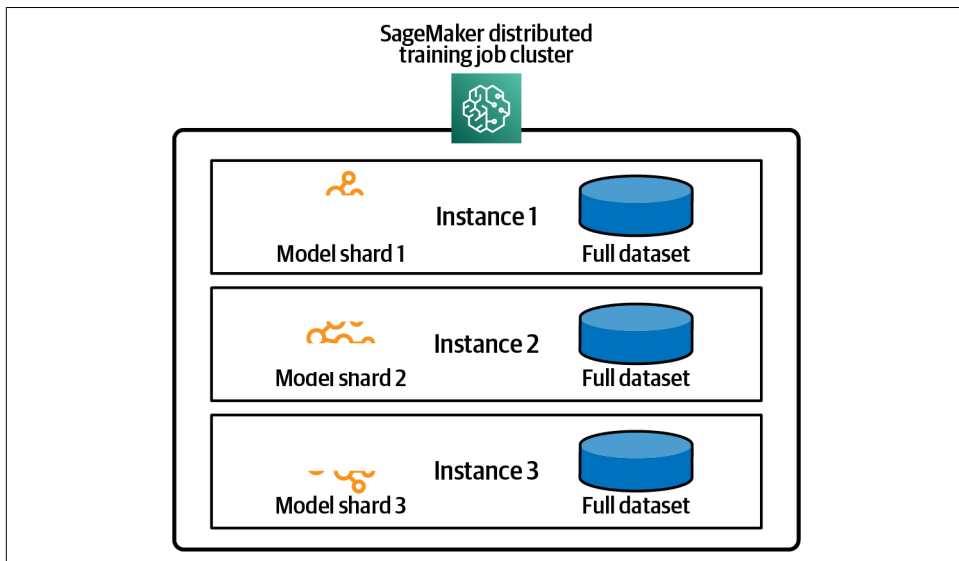 SageMaker distributed
training job cluster
Instance 1
Model shard 1
Full dataset
Instance 2
Model shard 2
Full dataset
Instance 3
Model shard 3
Full dataset